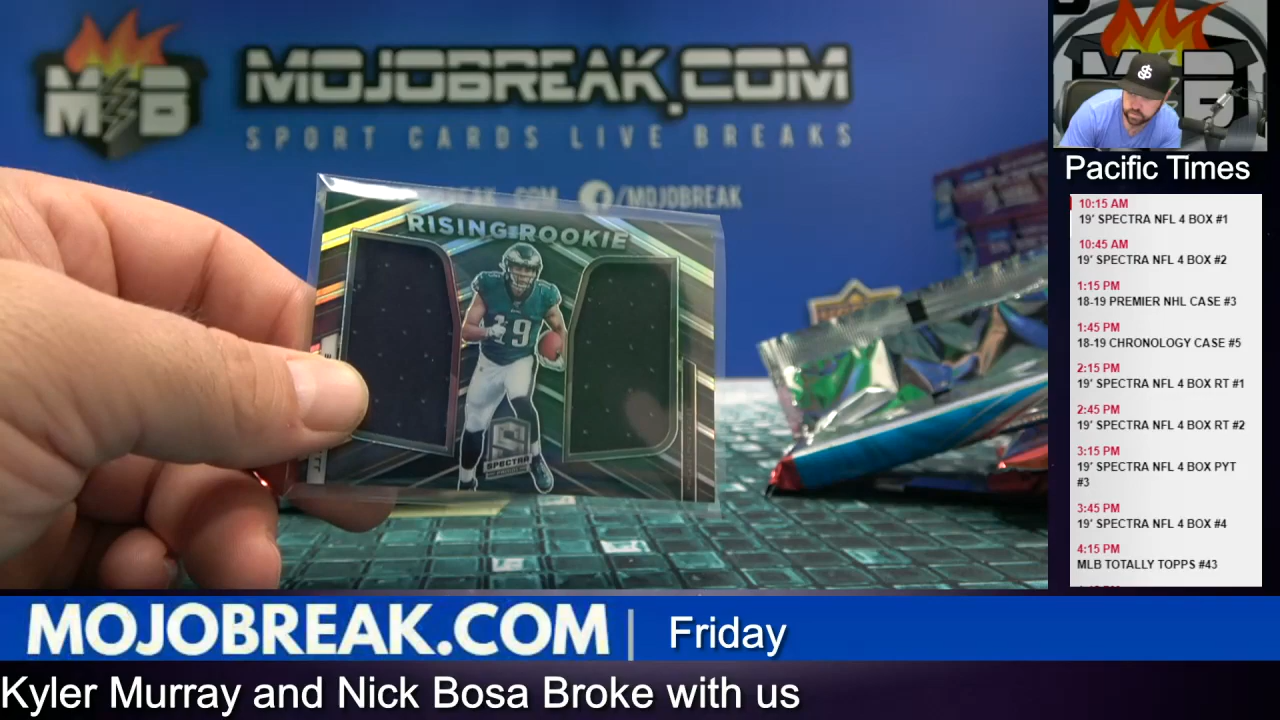 MOJOBREAK.COM
MB
SPORT CARDS LIVE BREAKS
BREAK.COM /MOJOBREAK
RISING ROOKIE
19
S
SPECTRA
Pacific Times
10:15 AM
19' SPECTRA NFL 4 BOX #1
10:45 AM
19' SPECTRA NFL 4 BOX #2
1:15 PM
18-19 PREMIER NHL CASE #3
1:45 PM
18-19 CHRONOLOGY CASE #5
2:15 PM
19' SPECTRA NFL 4 BOX RT #1
2:45 PM
19' SPECTRA NFL 4 BOX RT #2
3:15 PM
19' SPECTRA NFL 4 BOX PYT
#3
3:45 PM
19' SPECTRA NFL 4 BOX #4
4:15 PM
MLB TOTALLY TOPPS #43
MOJOBREAK.COM | Friday
Kyler Murray and Nick Bosa Broke with us